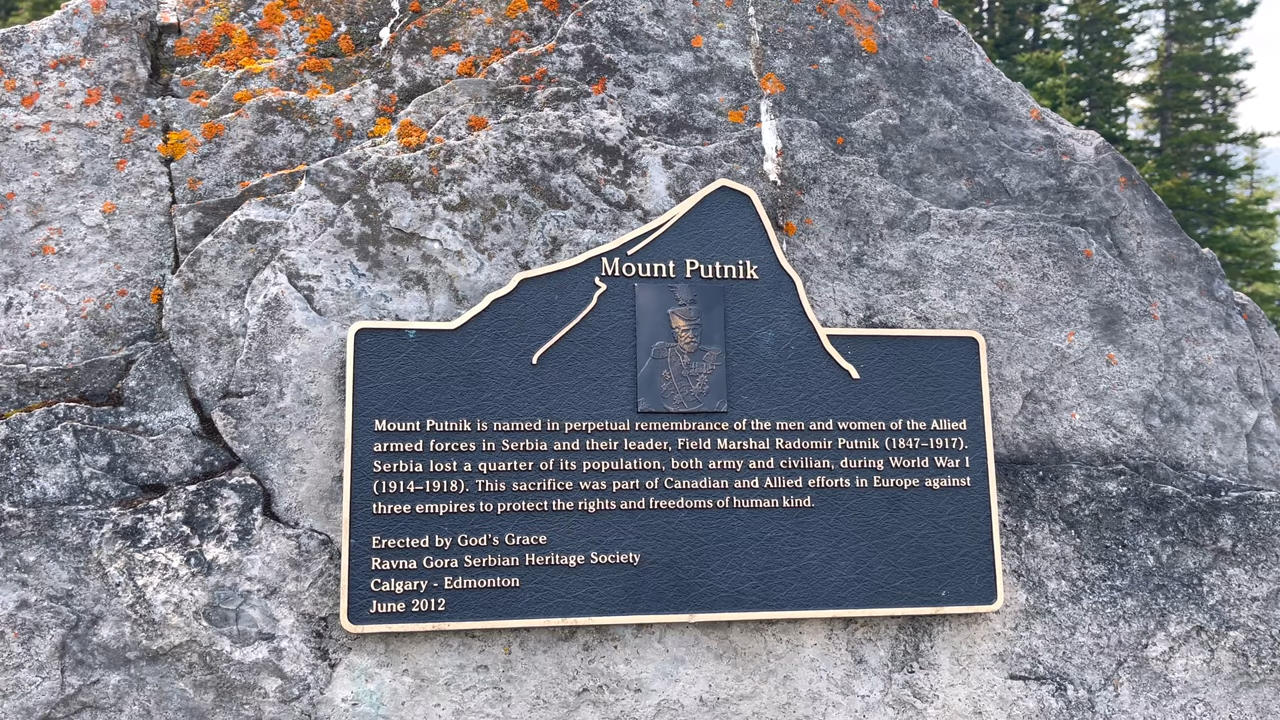 Mount Putnik
Mount Putnik is named in perpetual remembrance of the men and women of the Allied
armed forces in Serbia and their leader, Field Marshal Radomir Putnik (1847–1917).
Serbia lost a quarter of its population, both army and civilian, during World War I
(1914–1918). This sacrifice was part of Canadian and Allied efforts in Europe against
three empires to protect the rights and freedoms of human kind.
Erected by God's Grace
Ravna Gora Serbian Heritage Society
Calgary - Edmonton
June 2012